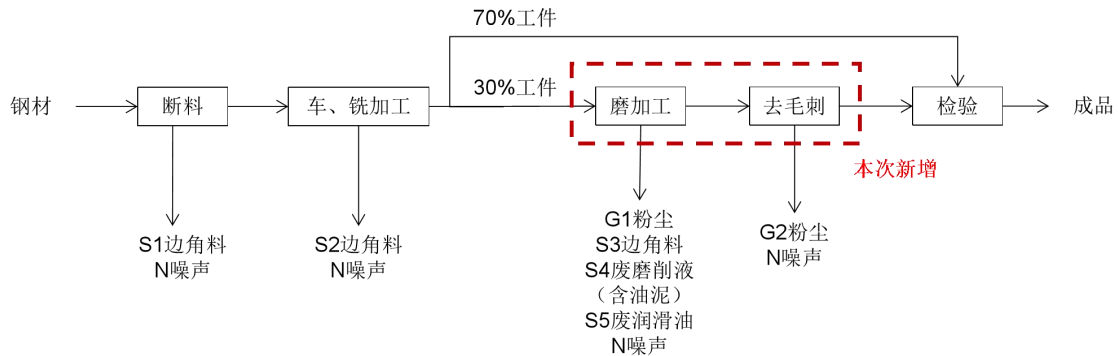 70%工件
30%工件
钢材
断料
车、铣加工
磨加工
去毛刺
检验
成品
本次新增
S1边角料
N噪声
S2边角料
N噪声
G1粉尘
S3边角料
S4废磨削液
（含油泥）
S5废润滑油
N噪声
G2粉尘
N噪声